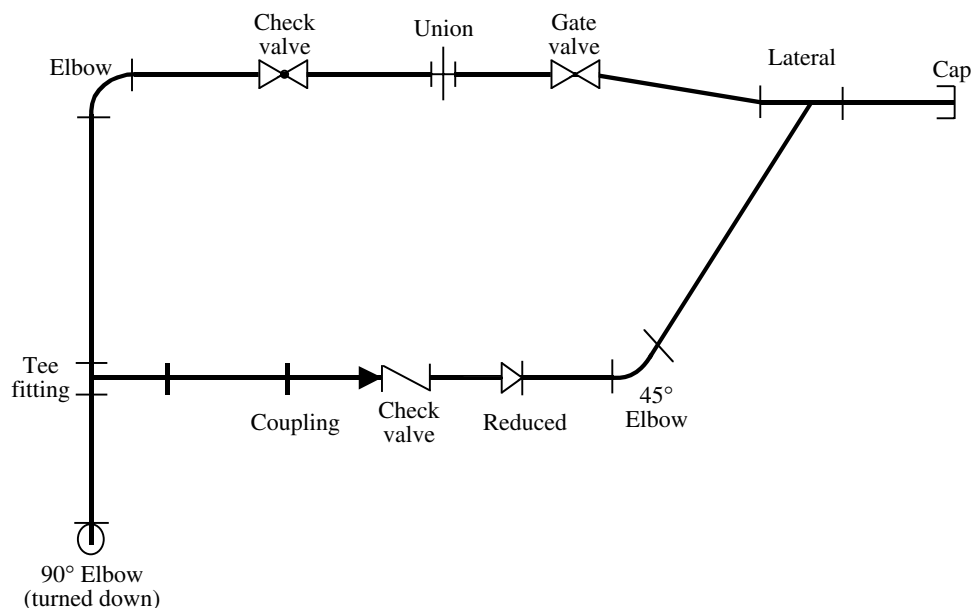 Check
valve
Union
Gate
valve
Elbow
Lateral
Cap
Tee
fitting
Coupling
Check
valve
Reduced
45°
Elbow
90° Elbow
(turned down)